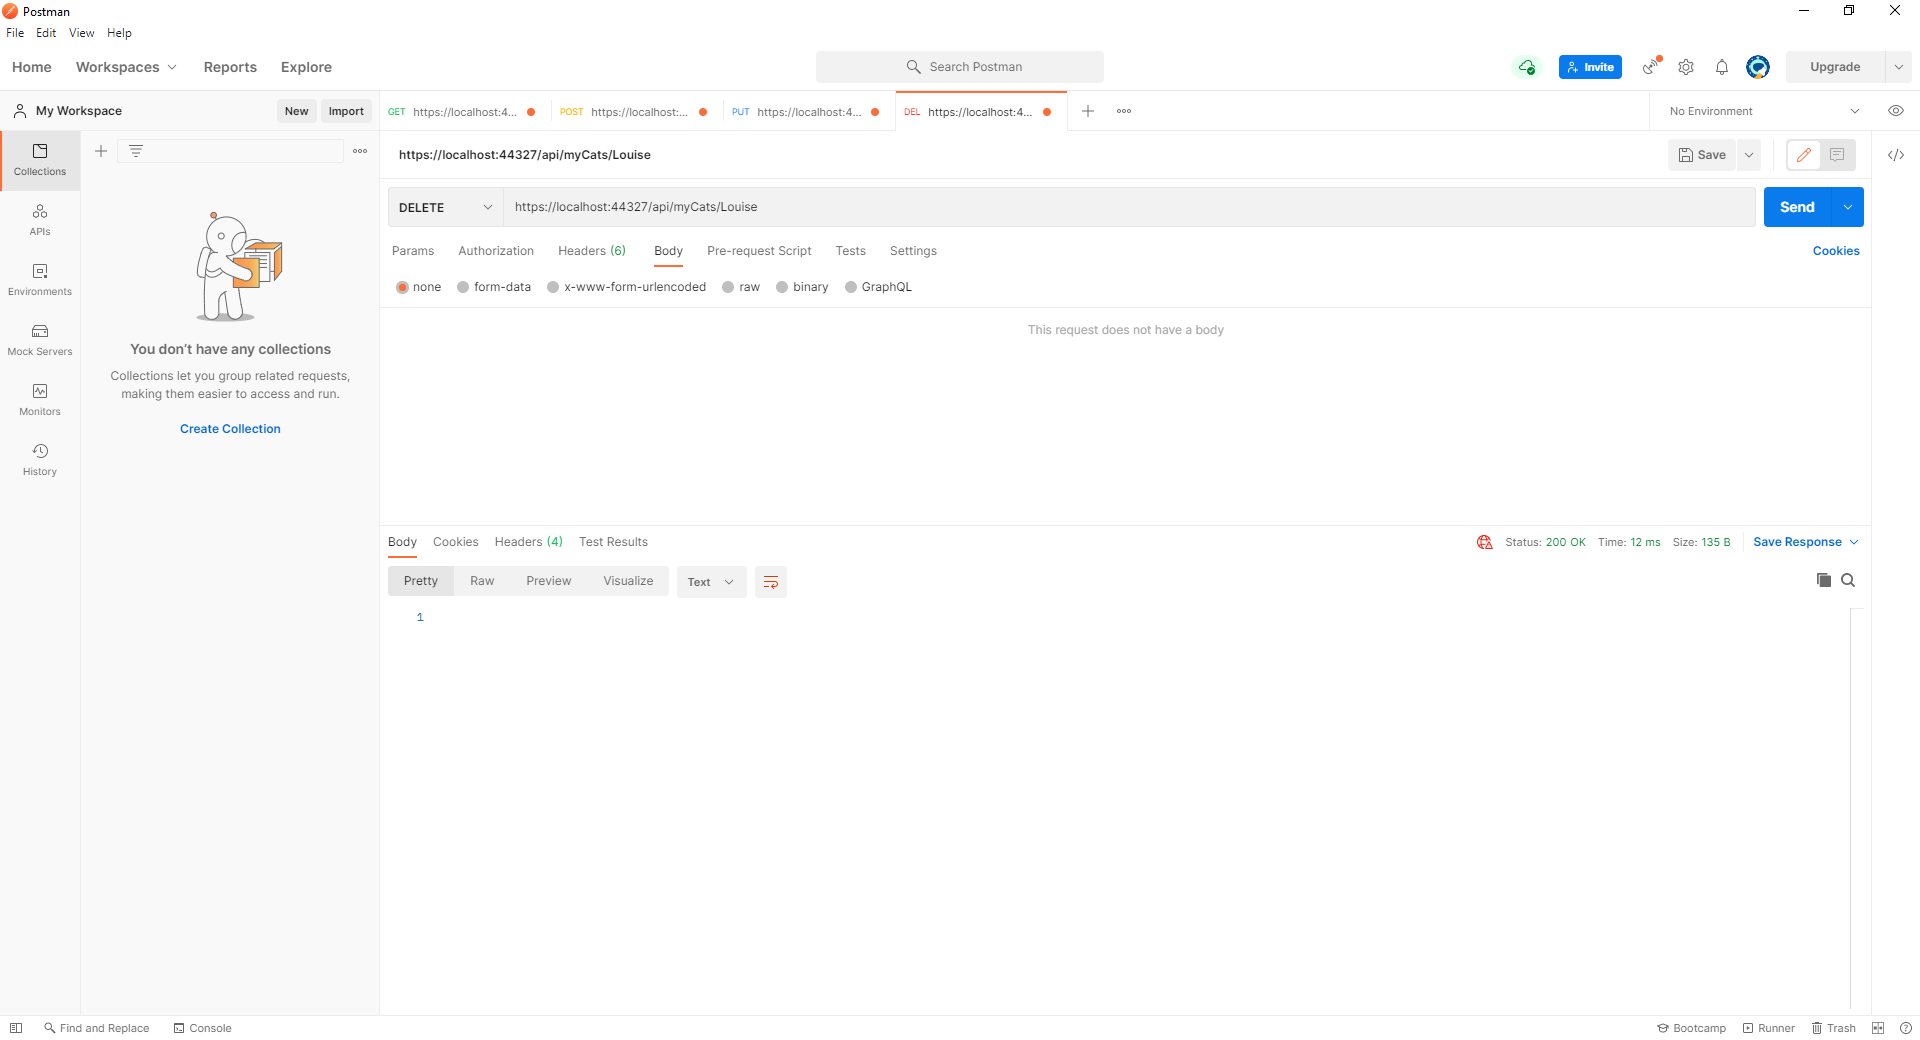 Postman
File Edit View Help
Home Workspaces Reports Explore
Search Postman
Invite
Upgrade
My Workspace
New Import
GET https://localhost:4...
POST https://localhost:...
PUT https://localhost:4...
DEL https://localhost:4...
No Environment
Collections
APIs
Environments
Mock Servers
Monitors
History
You don’t have any collections
Collections let you group related requests,
making them easier to access and run.
Create Collection
https://localhost:44327/api/myCats/Louise
Save
DELETE https://localhost:44327/api/myCats/Louise
Send
Params Authorization Headers (6) Body Pre-request Script Tests Settings
Cookies
none form-data x-www-form-urlencoded raw binary GraphQL
This request does not have a body
Body Cookies Headers (4) Test Results
Status: 200 OK Time: 12 ms Size: 135 B
Save Response
Pretty Raw Preview Visualize Text
1
Find and Replace Console
Bootcamp Runner Trash